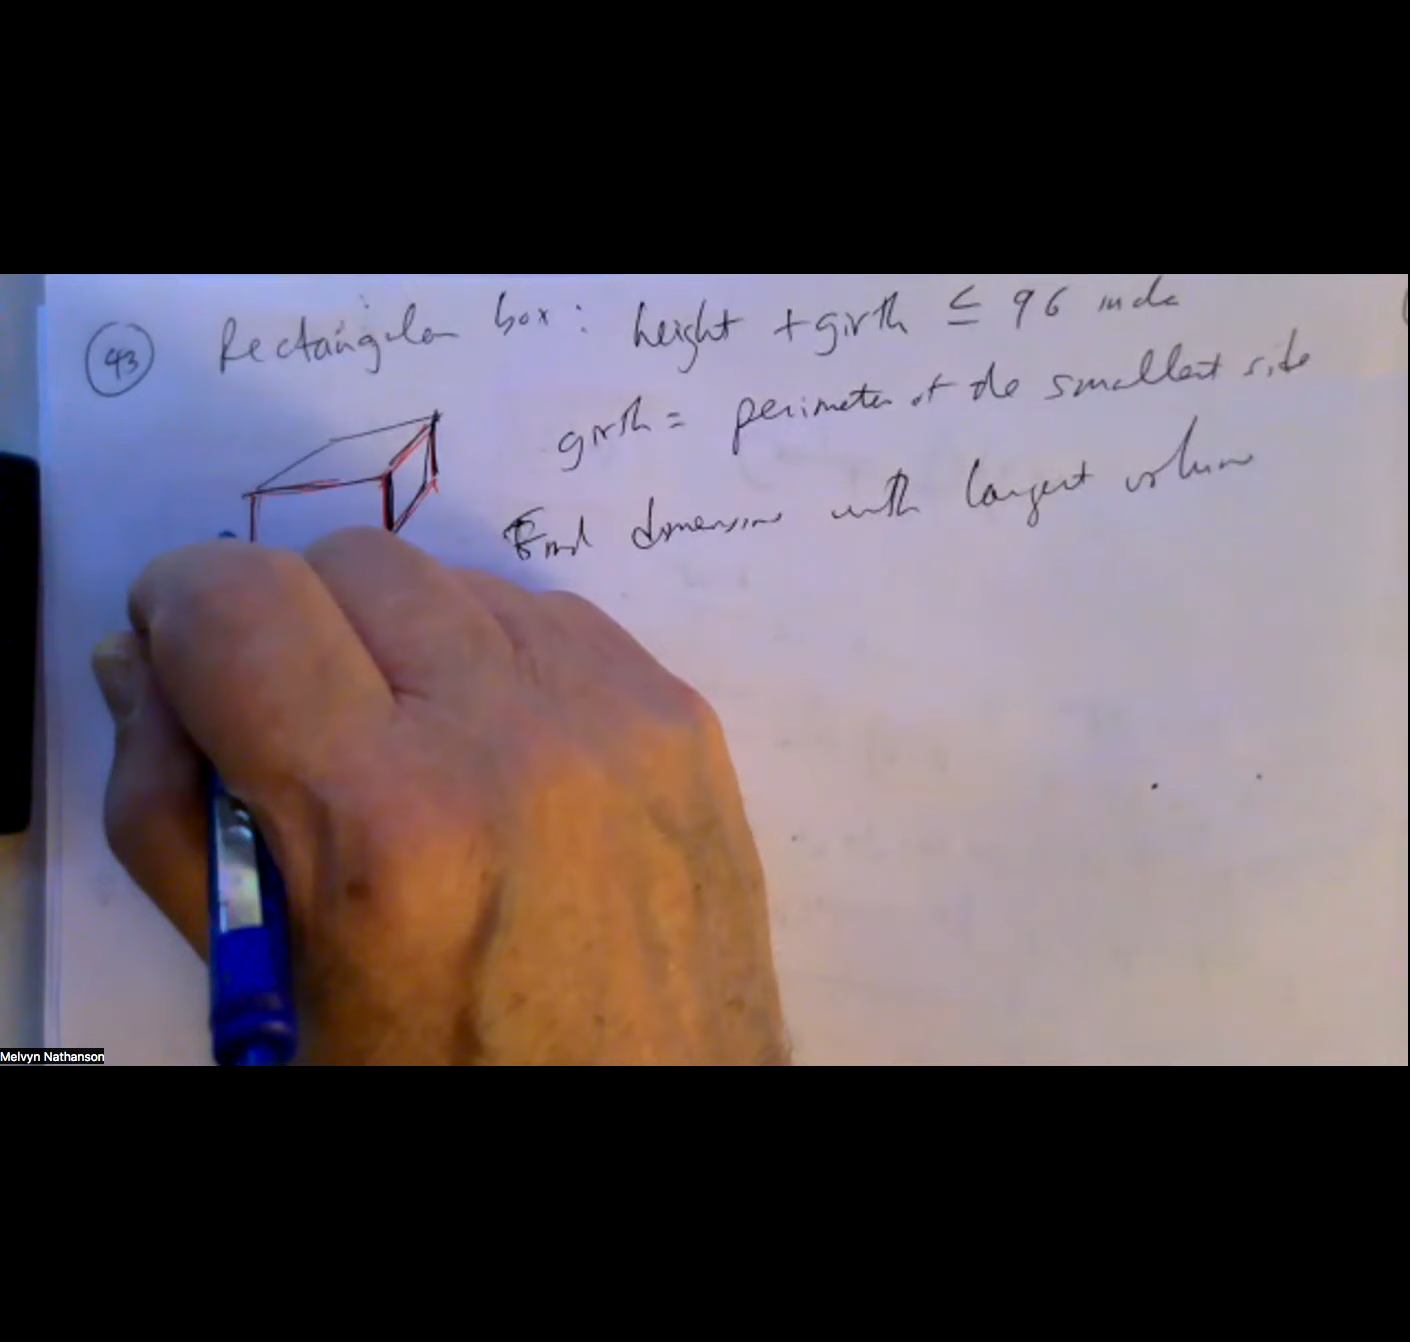 43 Rectangular box: height + girth ≤ 96 inches
girth = perimeter of the smallest side
Find dimensions with largest volume
Melvyn Nathanson